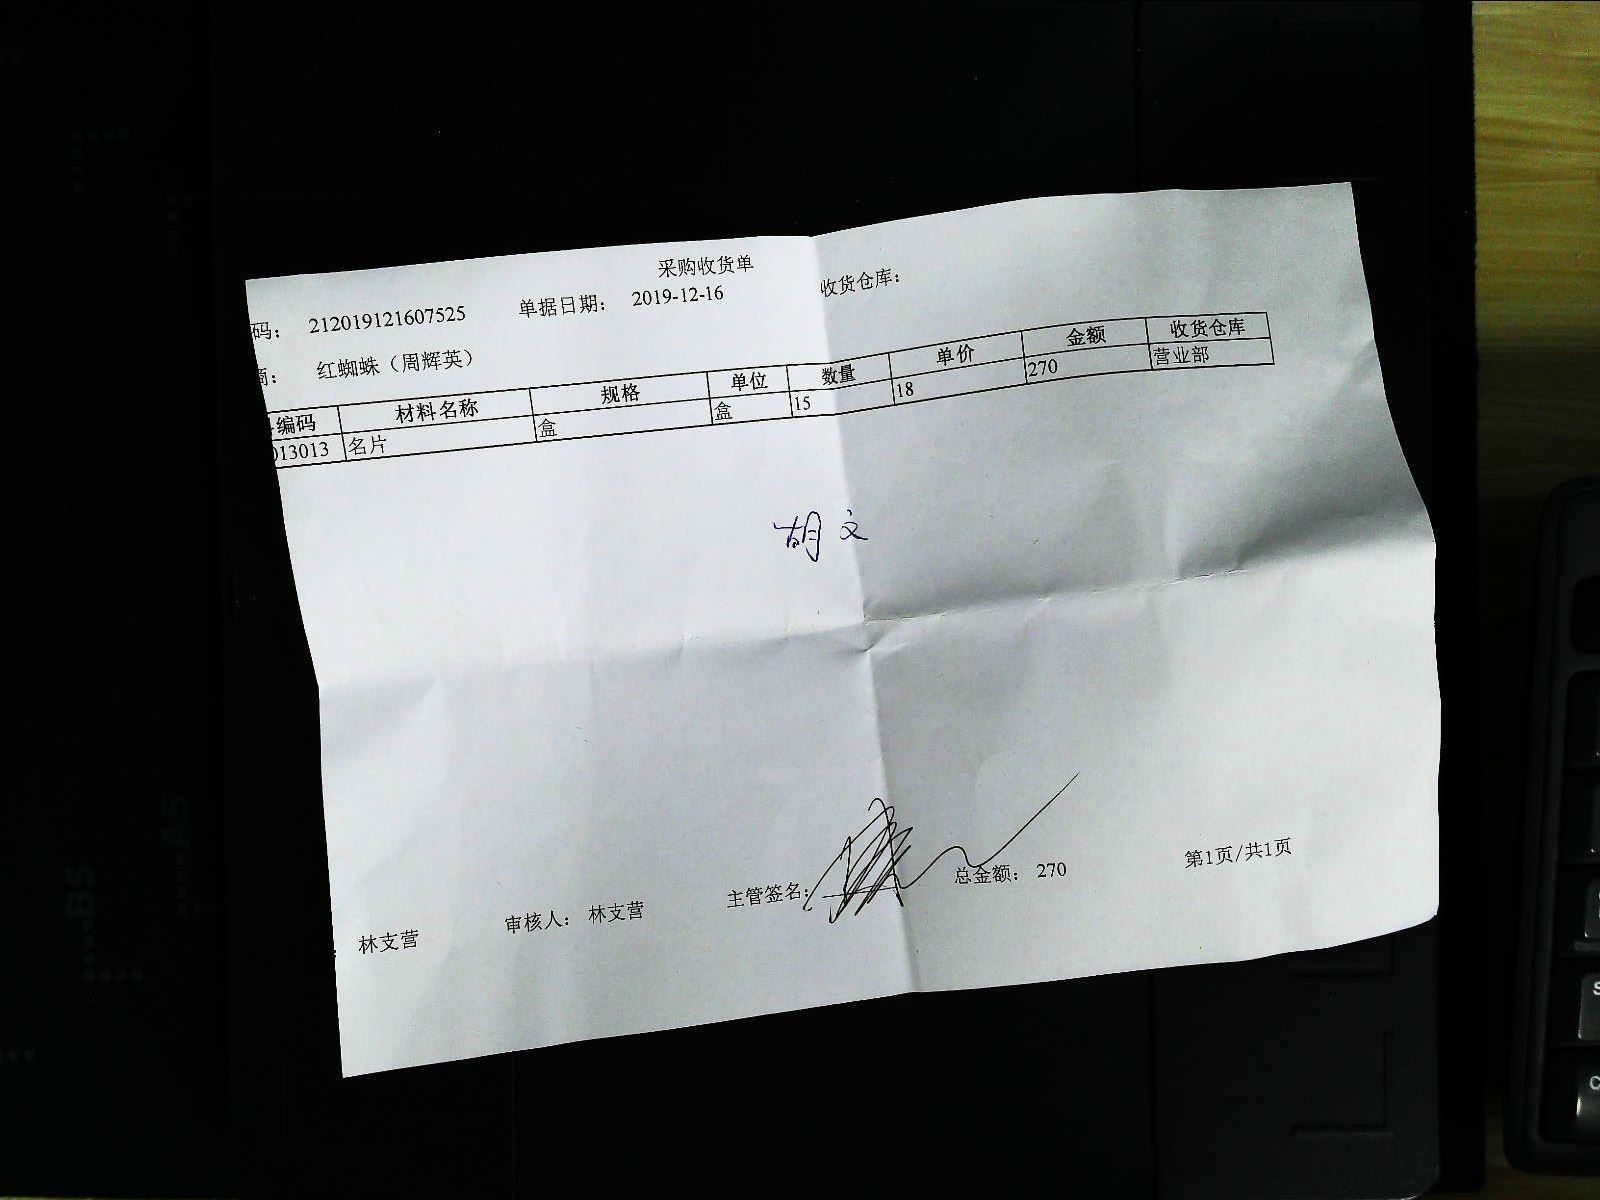 采购收货单
码： 212019121607525 单据日期： 2019-12-16 收货仓库：
商： 红蜘蛛（周辉英）
编码 材料名称 规格 单位 数量 单价 金额 收货仓库
013013 名片 盒 盒 15 18 270 营业部
胡文
林支营 审核人： 林支营 主管签名： 总金额： 270 第1页/共1页
B5
A5
S
C